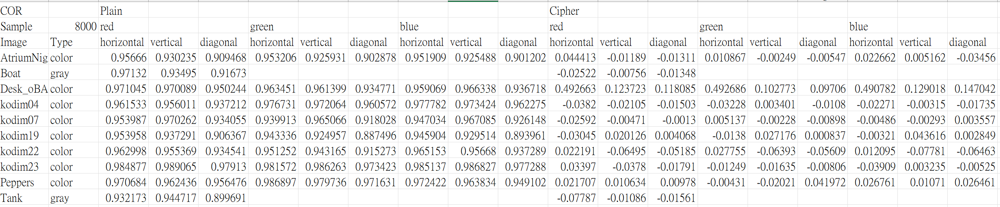 COR Plain Cipher
Sample 8000 red green blue red green blue
Image Type horizontal vertical diagonal horizontal vertical diagonal horizontal vertical diagonal horizontal vertical diagonal horizontal vertical diagonal horizontal vertical diagonal
AtriumNig color 0.95666 0.930235 0.909468 0.953206 0.925931 0.902878 0.951909 0.925488 0.901202 0.044413 -0.01189 -0.01311 0.010867 -0.00249 -0.00547 0.022662 0.005162 -0.03456
Boat gray 0.97132 0.93495 0.91673 -0.02522 -0.00756 -0.01348
Desk_oBA color 0.971045 0.970089 0.950244 0.963451 0.961399 0.934771 0.959069 0.966338 0.936718 0.492663 0.123723 0.118085 0.492686 0.102773 0.09706 0.490782 0.129018 0.147042
kodim04 color 0.961533 0.956011 0.937212 0.976731 0.972064 0.960572 0.977782 0.973424 0.962275 -0.0382 -0.02105 -0.01503 -0.03228 0.003401 -0.0108 -0.02271 -0.00315 -0.01735
kodim07 color 0.953987 0.970262 0.934055 0.939913 0.965066 0.918028 0.947034 0.967085 0.926148 -0.02592 -0.00471 -0.0013 0.005137 -0.00228 -0.00898 -0.00486 -0.00293 0.003557
kodim19 color 0.953958 0.937291 0.906367 0.943336 0.924957 0.887496 0.945904 0.929514 0.893961 -0.03045 0.020126 0.004068 -0.0138 0.027176 0.000837 -0.00321 0.043616 0.002849
kodim22 color 0.962998 0.955369 0.934541 0.951252 0.943165 0.915273 0.965153 0.95668 0.937289 0.022191 -0.06495 -0.05185 0.027755 -0.06393 -0.05609 0.012095 -0.07781 -0.06463
kodim23 color 0.984877 0.989065 0.97913 0.981572 0.986263 0.973423 0.985137 0.986827 0.977288 0.03397 -0.0378 -0.01791 -0.01249 -0.01635 -0.00806 -0.03909 0.003235 -0.00525
Peppers color 0.970684 0.962436 0.956476 0.986897 0.979736 0.971631 0.972422 0.963834 0.949102 0.021707 0.010634 0.00978 -0.00431 -0.02021 0.041972 0.026761 0.01071 0.026461
Tank gray 0.932173 0.944717 0.899691 -0.07787 -0.01086 -0.01561